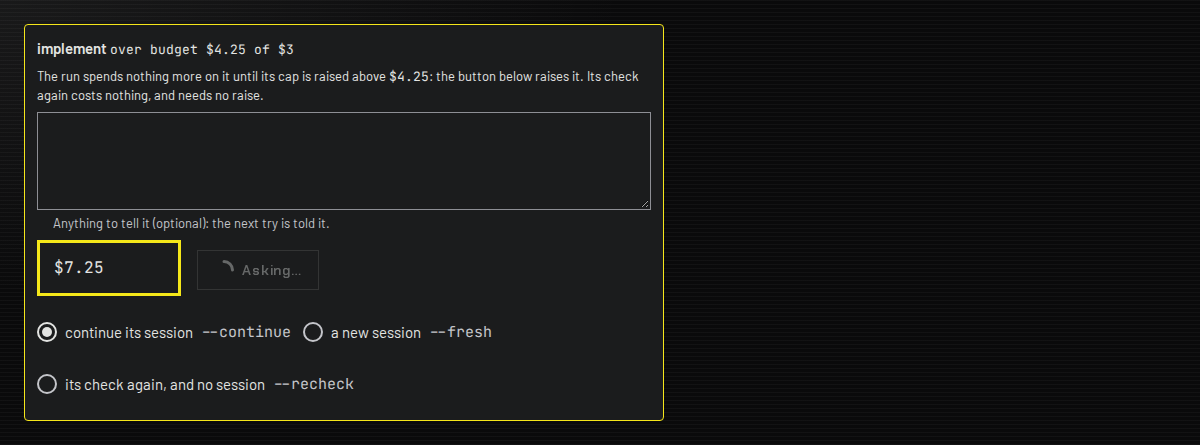 implement over budget $4.25 of $3
The run spends nothing more on it until its cap is raised above $4.25: the button below raises it. Its check
again costs nothing, and needs no raise.
Anything to tell it (optional): the next try is told it.
$7.25 Asking...
continue its session --continue a new session --fresh
its check again, and no session --recheck